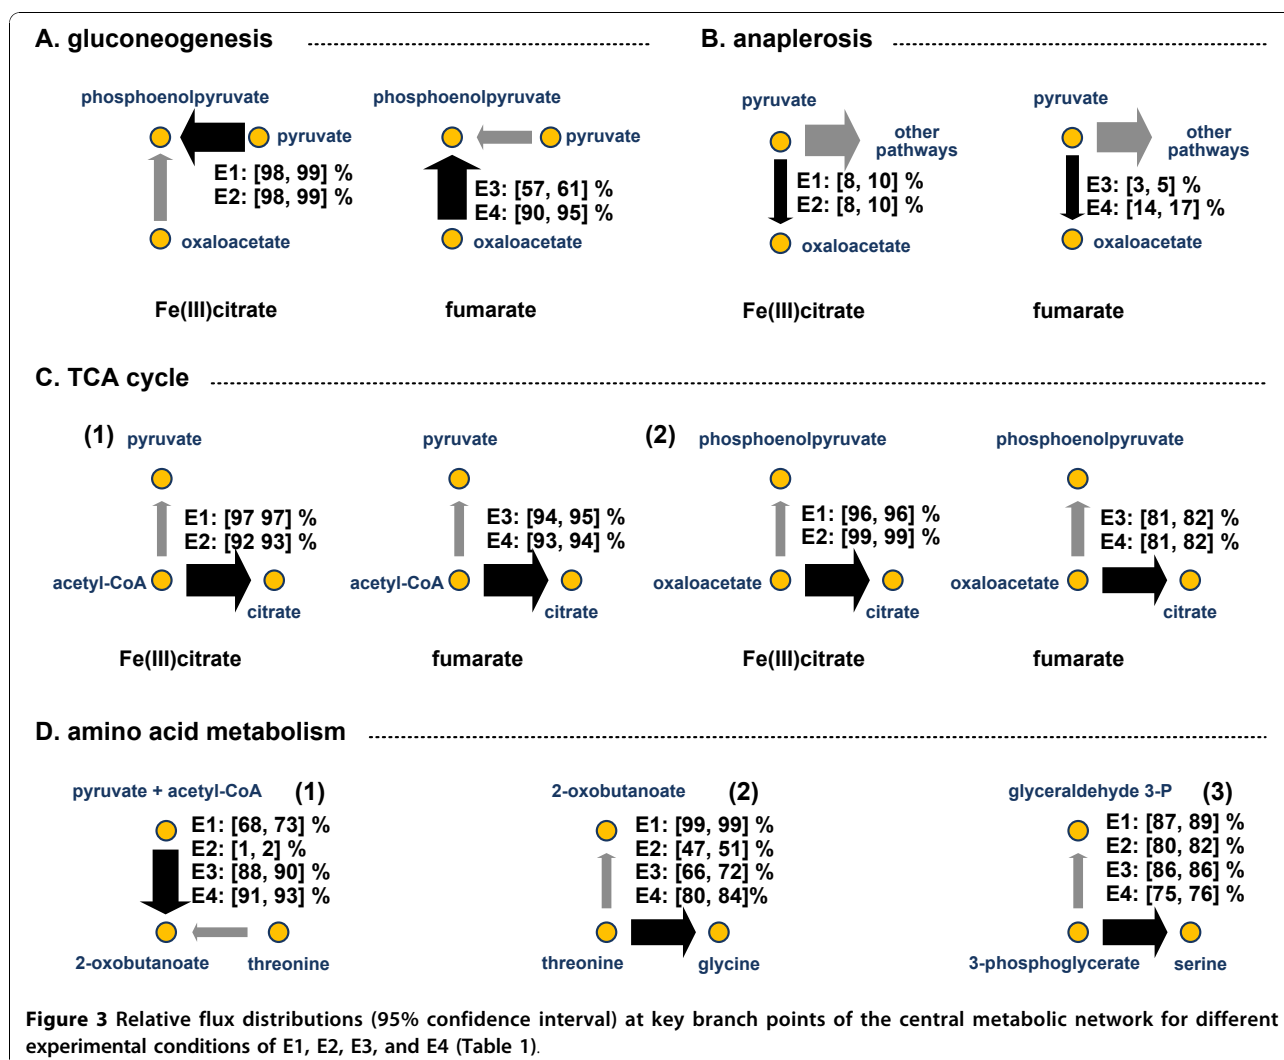 A. gluconeogenesis
B. anaplerosis
phosphoenolpyruvate
pyruvate
E1: [98, 99] %
E2: [98, 99] %
oxaloacetate
Fe(III)citrate
phosphoenolpyruvate
pyruvate
E3: [57, 61] %
E4: [90, 95] %
oxaloacetate
fumarate
pyruvate
other
pathways
E1: [8, 10] %
E2: [8, 10] %
oxaloacetate
Fe(III)citrate
pyruvate
other
pathways
E3: [3, 5] %
E4: [14, 17] %
oxaloacetate
fumarate
C. TCA cycle
(1) pyruvate
E1: [97 97] %
E2: [92 93] %
acetyl-CoA
citrate
Fe(III)citrate
pyruvate
E3: [94, 95] %
E4: [93, 94] %
acetyl-CoA
citrate
fumarate
(2) phosphoenolpyruvate
E1: [96, 96] %
E2: [99, 99] %
oxaloacetate
citrate
Fe(III)citrate
phosphoenolpyruvate
E3: [81, 82] %
E4: [81, 82] %
oxaloacetate
citrate
fumarate
D. amino acid metabolism
pyruvate + acetyl-CoA (1)
E1: [68, 73] %
E2: [1, 2] %
E3: [88, 90] %
E4: [91, 93] %
2-oxobutanoate threonine
2-oxobutanoate (2)
E1: [99, 99] %
E2: [47, 51] %
E3: [66, 72] %
E4: [80, 84]%
threonine glycine
glyceraldehyde 3-P (3)
E1: [87, 89] %
E2: [80, 82] %
E3: [86, 86] %
E4: [75, 76] %
3-phosphoglycerate serine
Figure 3 Relative flux distributions (95% confidence interval) at key branch points of the central metabolic network for different
experimental conditions of E1, E2, E3, and E4 (Table 1).